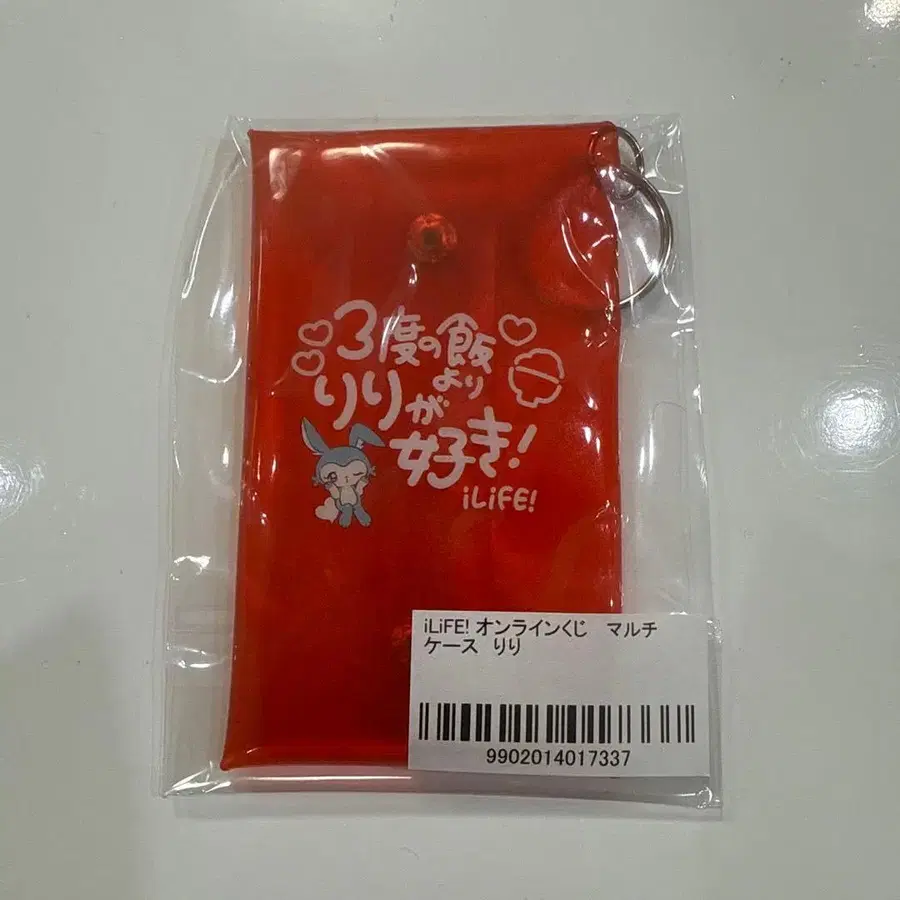 3度の飯
より
りりが
好き!
iLiFE!
iLiFE! オンラインくじ　マルチ
ケース　りり
9902014017337